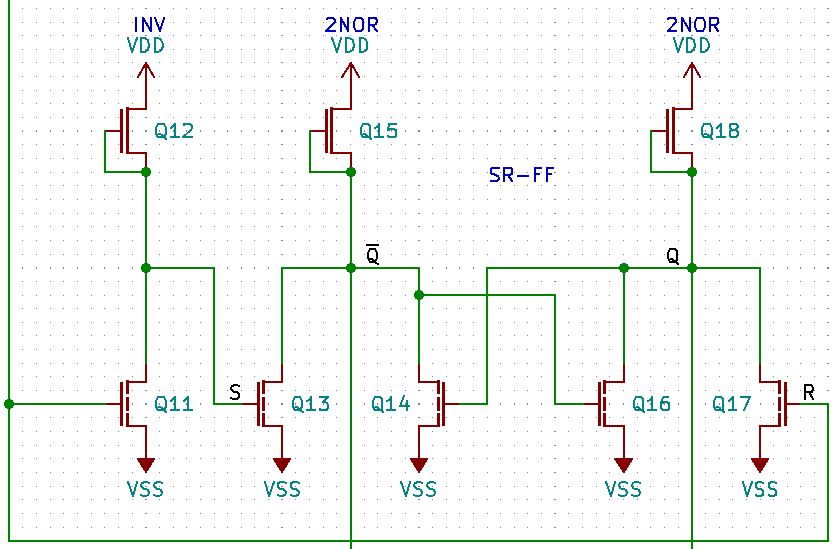 INV
VDD
2NOR
VDD
2NOR
VDD
Q12
Q15
Q18
SR-FF
Q̅
Q
S
R
Q11
Q13
Q14
Q16
Q17
VSS
VSS
VSS
VSS
VSS